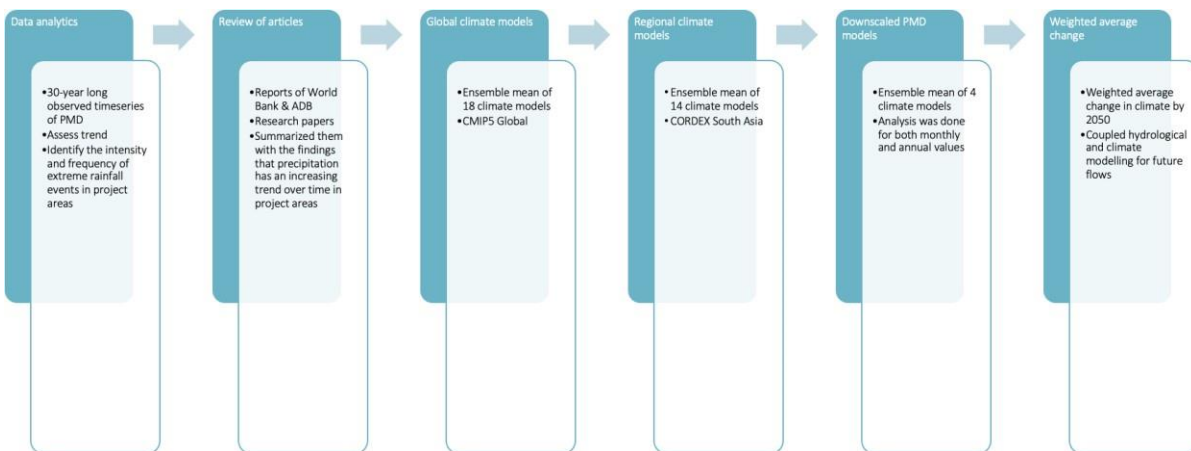 Data analytics
•30-year long
observed timeseries
of PMD
•Assess trend
•Identify the intensity
and frequency of
extreme rainfall
events in project
areas
Review of articles
•Reports of World
Bank & ADB
•Research papers
•Summarized them
with the findings
that precipitation
has an increasing
trend over time in
project areas
Global climate models
•Ensemble mean of
18 climate models
•CMIP5 Global
Regional climate
models
•Ensemble mean of
14 climate models
•CORDEX South Asia
Downscaled PMD
models
•Ensemble mean of 4
climate models
•Analysis was done
for both monthly
and annual values
Weighted average
change
•Weighted average
change in climate by
2050
•Coupled hydrological
and climate
modelling for future
flows